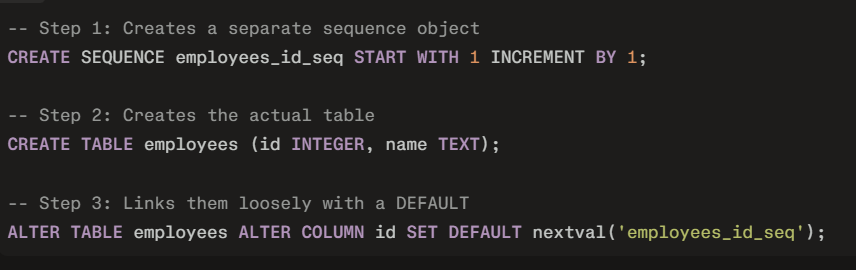 -- Step 1: Creates a separate sequence object
CREATE SEQUENCE employees_id_seq START WITH 1 INCREMENT BY 1;
-- Step 2: Creates the actual table
CREATE TABLE employees (id INTEGER, name TEXT);
-- Step 3: Links them loosely with a DEFAULT
ALTER TABLE employees ALTER COLUMN id SET DEFAULT nextval('employees_id_seq');